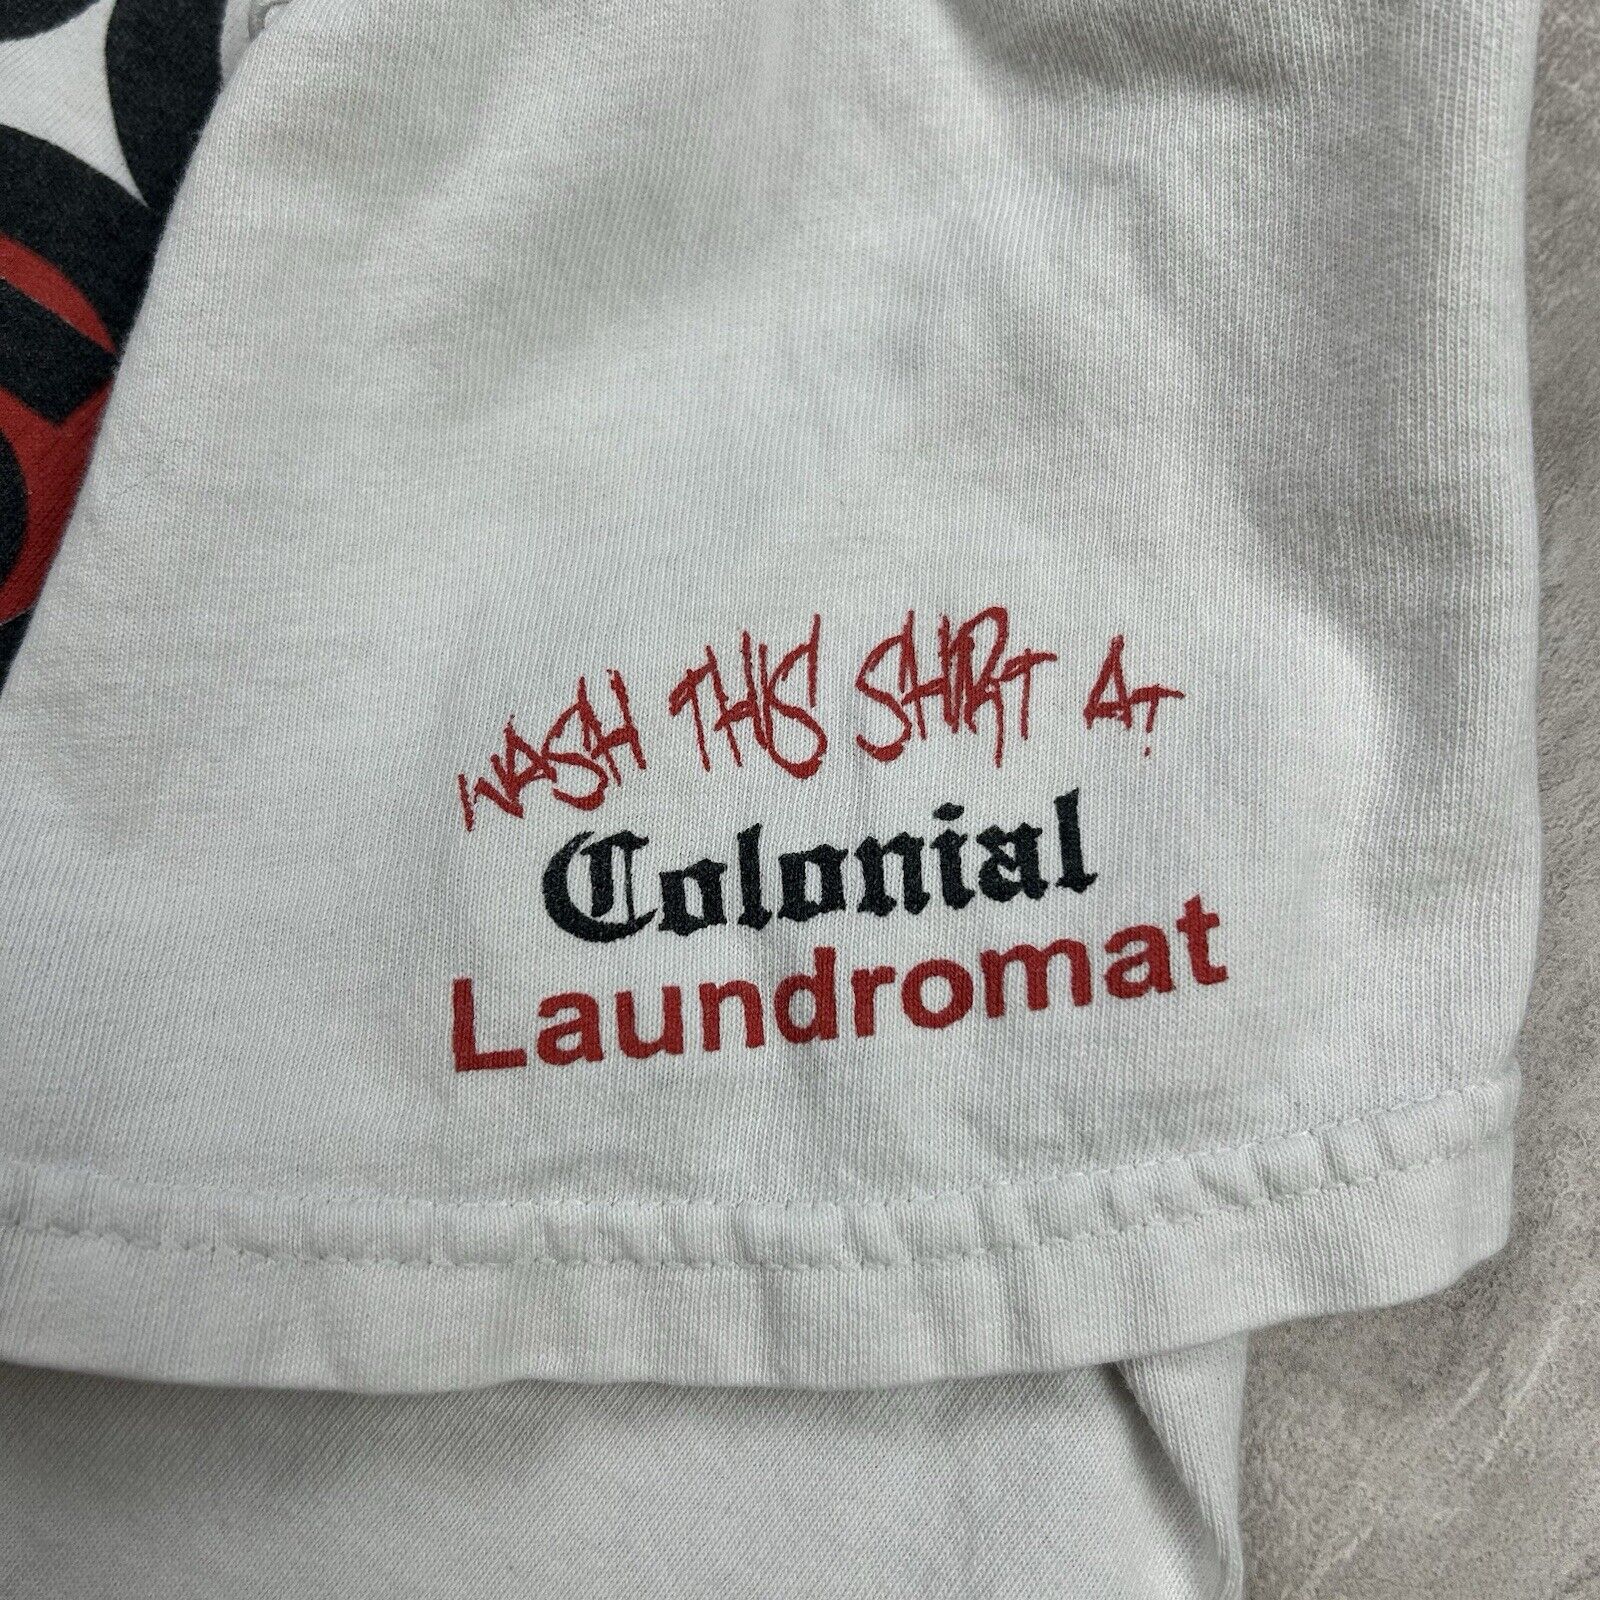 WASH THIS SHIRT AT
Colonial
Laundromat